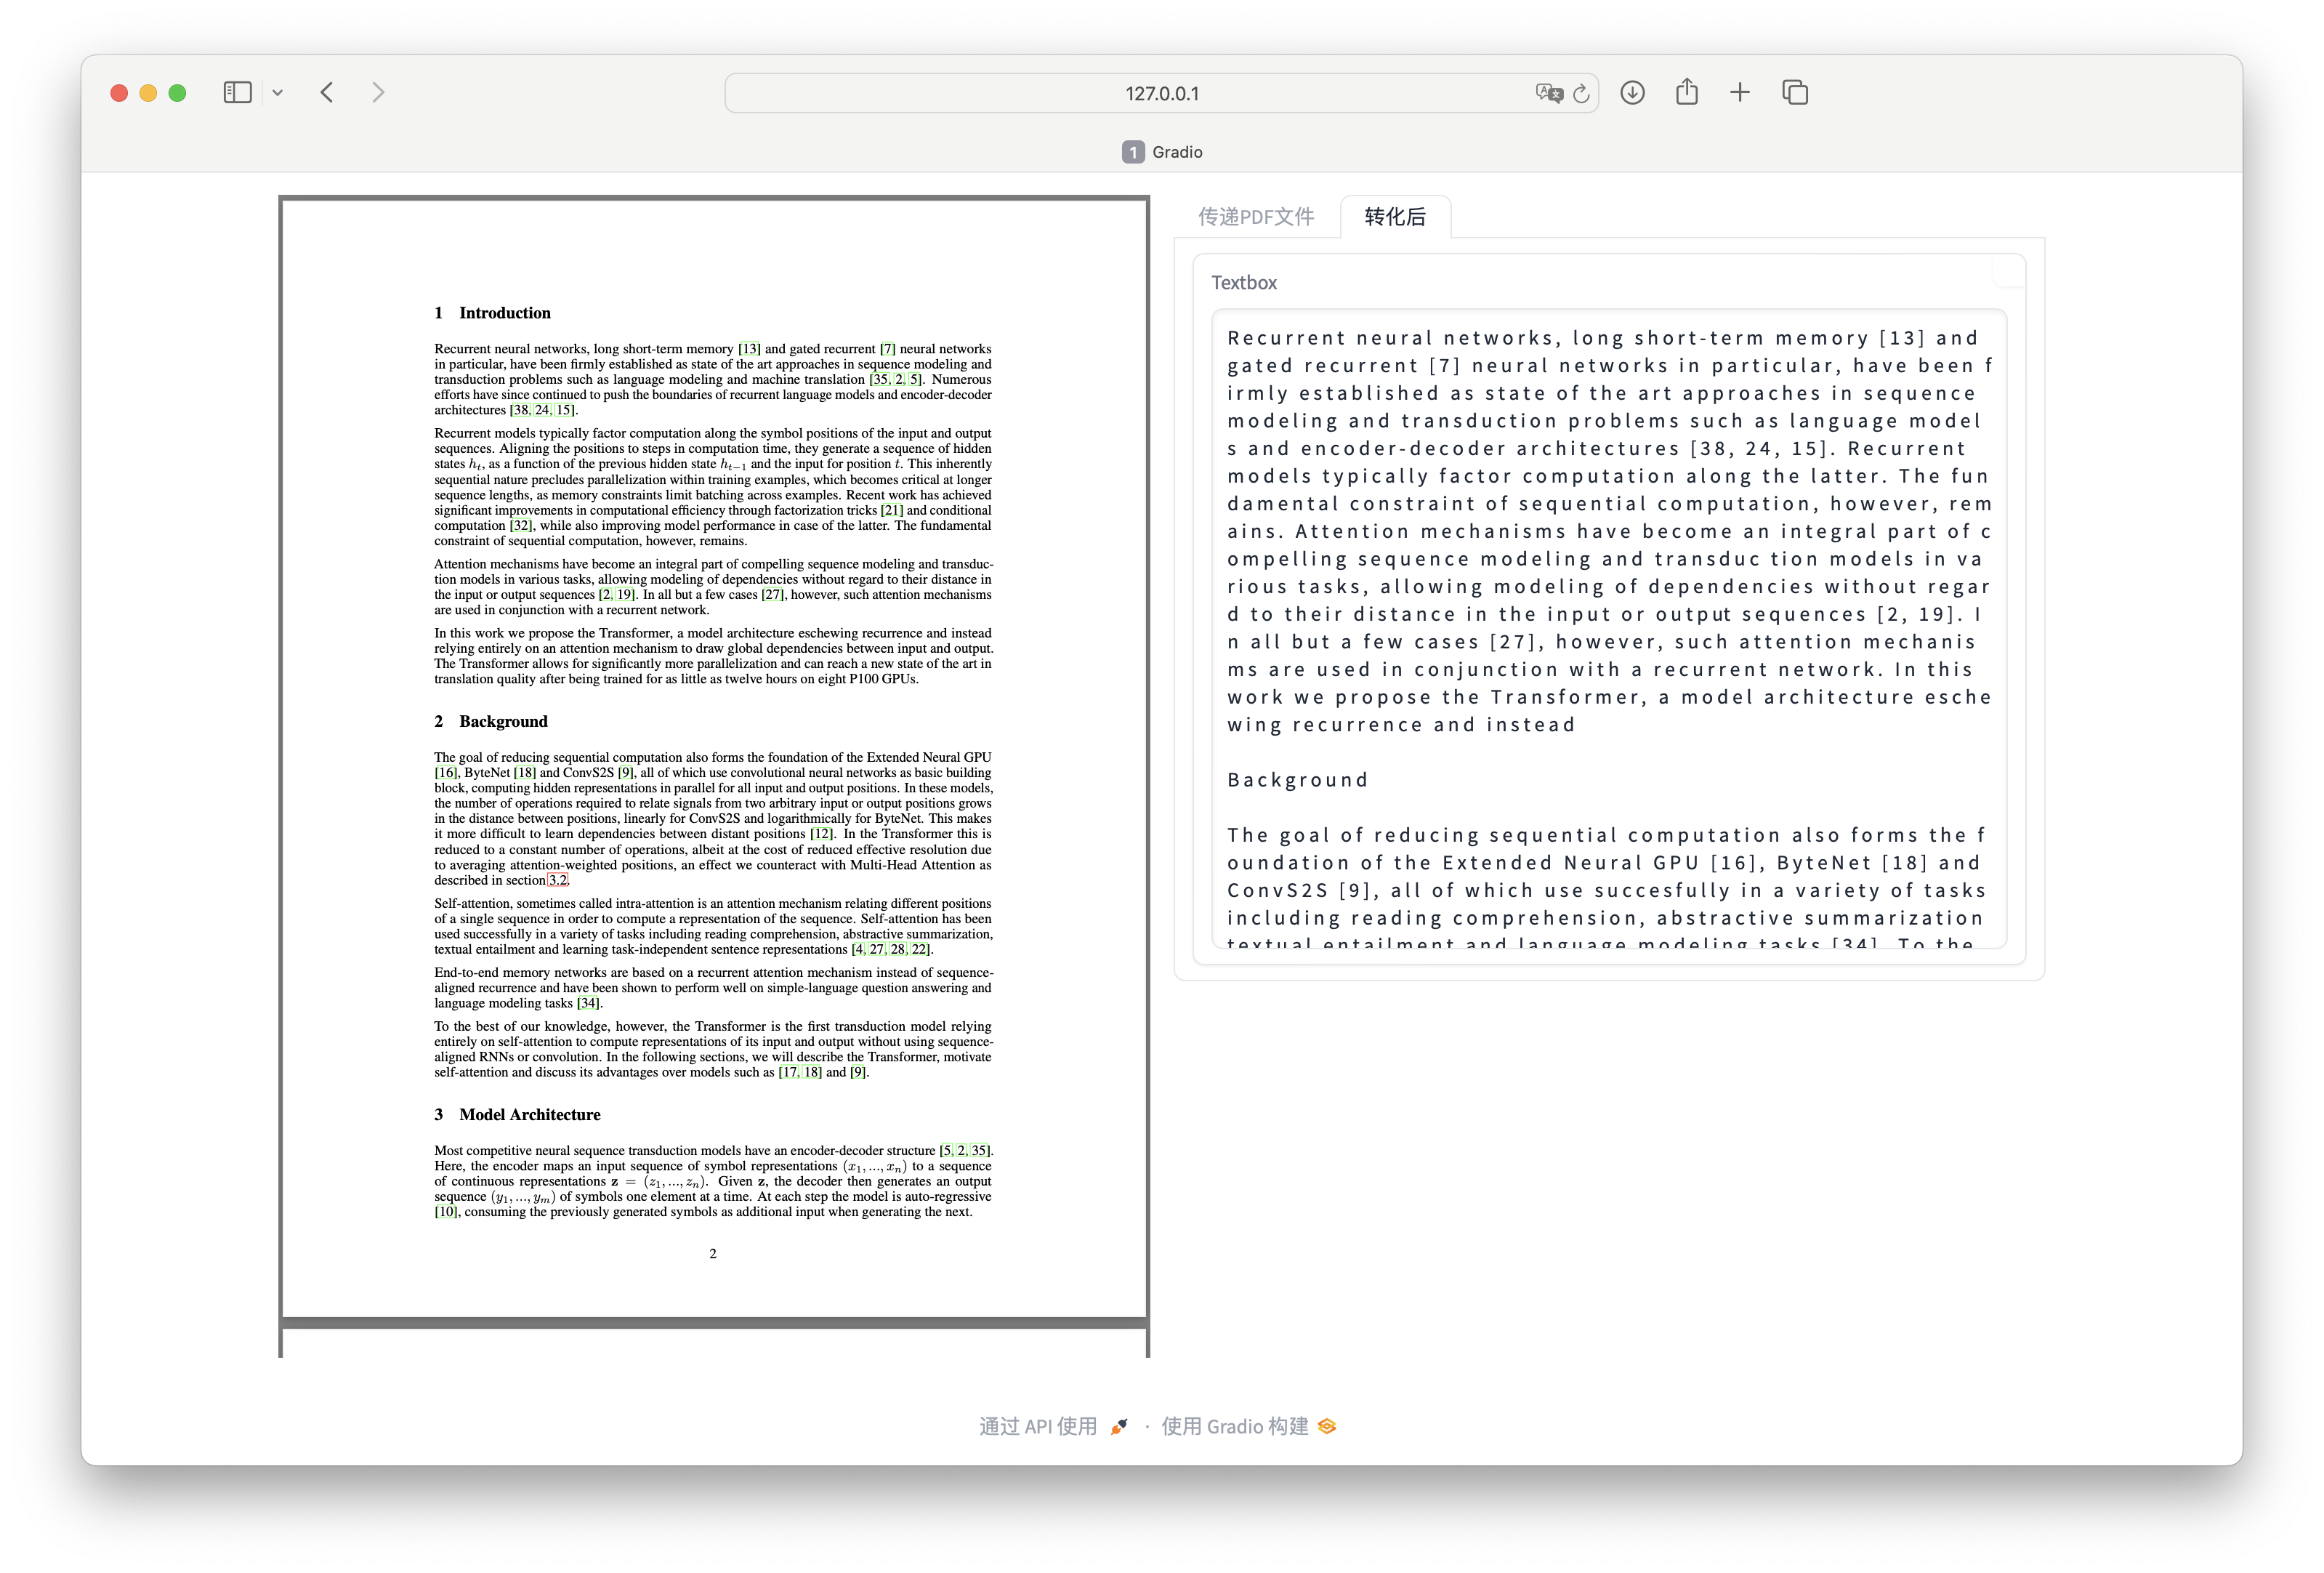 127.0.0.1
1 Gradio
1 Introduction
Recurrent neural networks, long short-term memory [13] and gated recurrent [7] neural networks
in particular, have been firmly established as state of the art approaches in sequence modeling and
transduction problems such as language modeling and machine translation [35, 2, 5]. Numerous
efforts have since continued to push the boundaries of recurrent language models and encoder-decoder
architectures [38, 24, 15].
Recurrent models typically factor computation along the symbol positions of the input and output
sequences. Aligning the positions to steps in computation time, they generate a sequence of hidden
states hₜ, as a function of the previous hidden state hₜ₋₁ and the input for position t. This inherently
sequential nature precludes parallelization within training examples, which becomes critical at longer
sequence lengths, as memory constraints limit batching across examples. Recent work has achieved
significant improvements in computational efficiency through factorization tricks [21] and conditional
computation [32], while also improving model performance in case of the latter. The fundamental
constraint of sequential computation, however, remains.
Attention mechanisms have become an integral part of compelling sequence modeling and transduc-
tion models in various tasks, allowing modeling of dependencies without regard to their distance in
the input or output sequences [2, 19]. In all but a few cases [27], however, such attention mechanisms
are used in conjunction with a recurrent network.
In this work we propose the Transformer, a model architecture eschewing recurrence and instead
relying entirely on an attention mechanism to draw global dependencies between input and output.
The Transformer allows for significantly more parallelization and can reach a new state of the art in
translation quality after being trained for as little as twelve hours on eight P100 GPUs.
2 Background
The goal of reducing sequential computation also forms the foundation of the Extended Neural GPU
[16], ByteNet [18] and ConvS2S [9], all of which use convolutional neural networks as basic building
block, computing hidden representations in parallel for all input and output positions. In these models,
the number of operations required to relate signals from two arbitrary input or output positions grows
in the distance between positions, linearly for ConvS2S and logarithmically for ByteNet. This makes
it more difficult to learn dependencies between distant positions [12]. In the Transformer this is
reduced to a constant number of operations, albeit at the cost of reduced effective resolution due
to averaging attention-weighted positions, an effect we counteract with Multi-Head Attention as
described in section 3.2.
Self-attention, sometimes called intra-attention is an attention mechanism relating different positions
of a single sequence in order to compute a representation of the sequence. Self-attention has been
used successfully in a variety of tasks including reading comprehension, abstractive summarization,
textual entailment and learning task-independent sentence representations [4, 27, 28, 22].
End-to-end memory networks are based on a recurrent attention mechanism instead of sequence-
aligned recurrence and have been shown to perform well on simple-language question answering and
language modeling tasks [34].
To the best of our knowledge, however, the Transformer is the first transduction model relying
entirely on self-attention to compute representations of its input and output without using sequence-
aligned RNNs or convolution. In the following sections, we will describe the Transformer, motivate
self-attention and discuss its advantages over models such as [17, 18] and [9].
3 Model Architecture
Most competitive neural sequence transduction models have an encoder-decoder structure [5, 2, 35].
Here, the encoder maps an input sequence of symbol representations (x₁, ..., xₙ) to a sequence
of continuous representations z = (z₁, ..., zₙ). Given z, the decoder then generates an output
sequence (y₁, ..., yₘ) of symbols one element at a time. At each step the model is auto-regressive
[10], consuming the previously generated symbols as additional input when generating the next.
2
传递PDF文件
转化后
Textbox
Recurrent neural networks, long short-term memory [13] and
gated recurrent [7] neural networks in particular, have been f
irmly established as state of the art approaches in sequence
modeling and transduction problems such as language model
s and encoder-decoder architectures [38, 24, 15]. Recurrent
models typically factor computation along the latter. The fun
damental constraint of sequential computation, however, rem
ains. Attention mechanisms have become an integral part of c
ompelling sequence modeling and transduc tion models in va
rious tasks, allowing modeling of dependencies without regar
d to their distance in the input or output sequences [2, 19]. I
n all but a few cases [27], however, such attention mechanis
ms are used in conjunction with a recurrent network. In this
work we propose the Transformer, a model architecture esche
wing recurrence and instead
Background
The goal of reducing sequential computation also forms the f
oundation of the Extended Neural GPU [16], ByteNet [18] and
ConvS2S [9], all of which use succesfully in a variety of tasks
including reading comprehension, abstractive summarization
textual entailment and language modeling tasks [34]. To the
通过 API 使用 · 使用 Gradio 构建